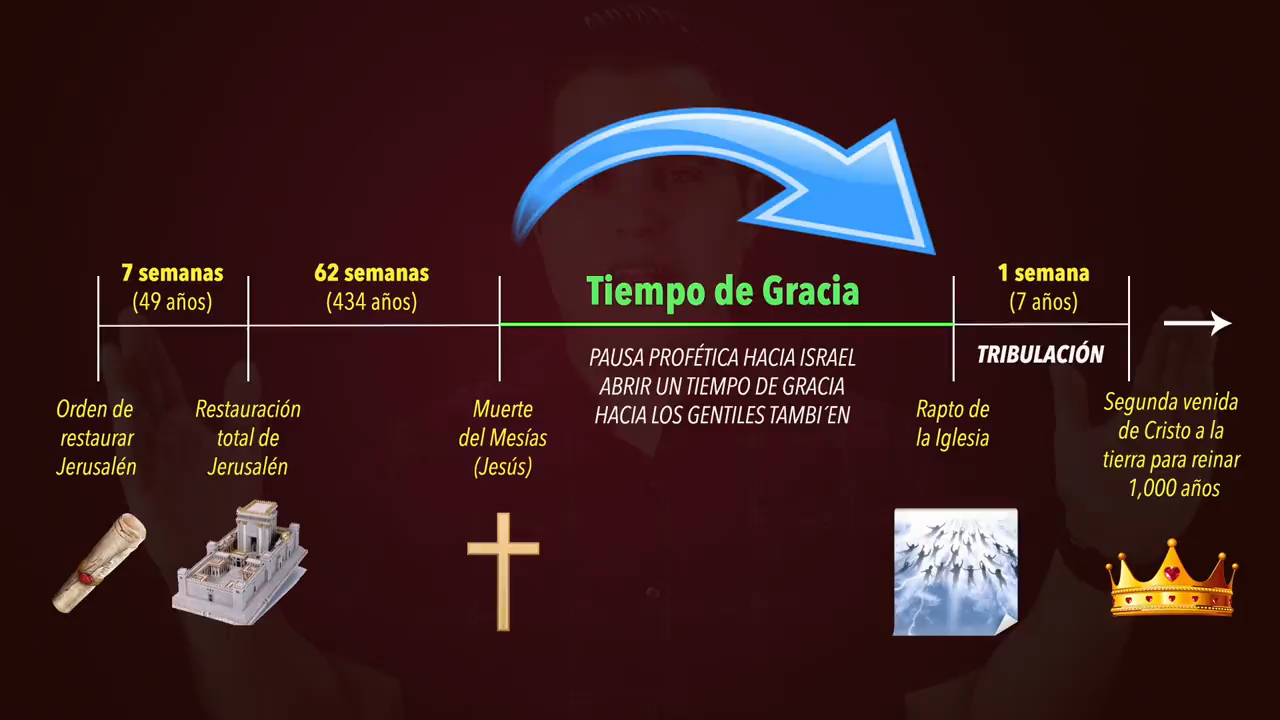 7 semanas
(49 años)
62 semanas
(434 años)
Tiempo de Gracia
1 semana
(7 años)
PAUSA PROFÉTICA HACIA ISRAEL
ABRIR UN TIEMPO DE GRACIA
HACIA LOS GENTILES TAMBI´EN
TRIBULACIÓN
Orden de
restaurar
Jerusalén
Restauración
total de
Jerusalén
Muerte
del Mesías
(Jesús)
Rapto de
la Iglesia
Segunda venida
de Cristo a la
tierra para reinar
1,000 años